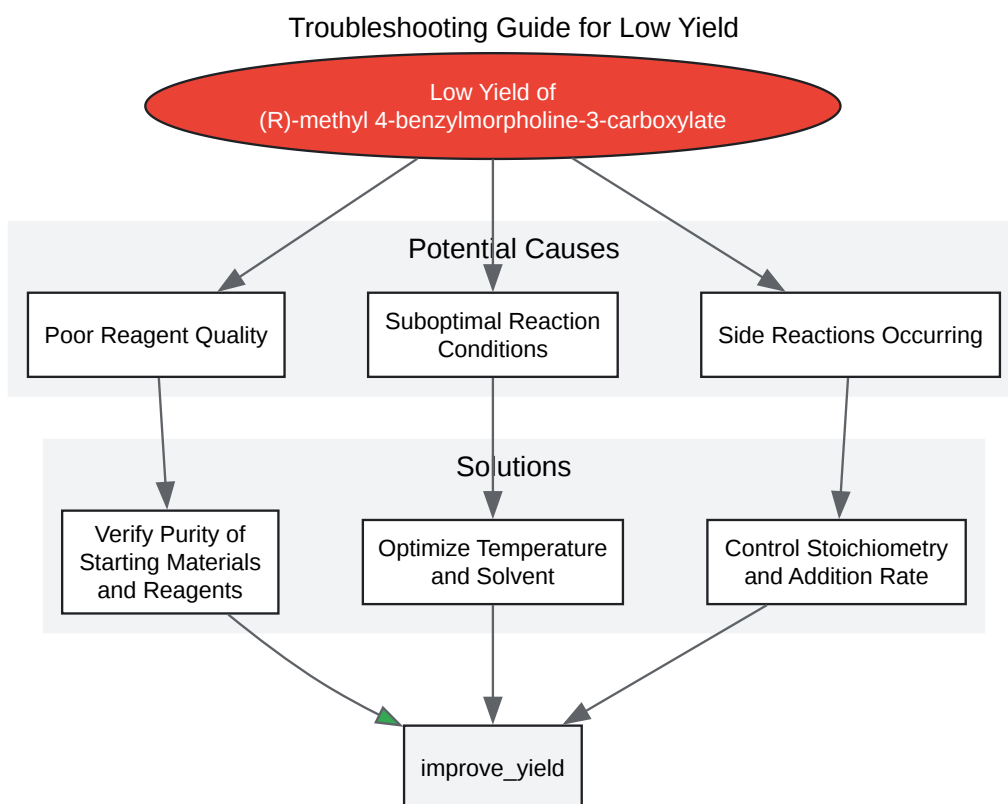 Troubleshooting Guide for Low Yield
Low Yield of
(R)-methyl 4-benzylmorpholine-3-carboxylate
Potential Causes
Poor Reagent Quality
Suboptimal Reaction
Conditions
Side Reactions Occurring
Solutions
Verify Purity of
Starting Materials
and Reagents
Optimize Temperature
and Solvent
Control Stoichiometry
and Addition Rate
improve_yield